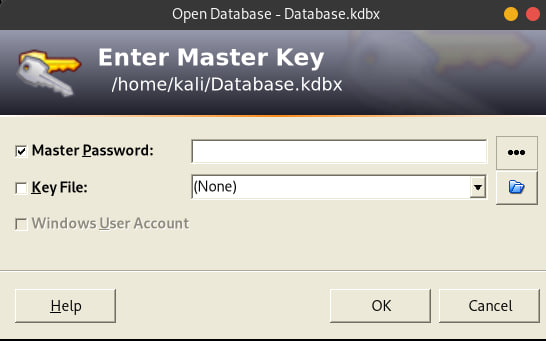 Open Database - Database.kdbx
Enter Master Key
/home/kali/Database.kdbx
Master Password:
Key File: (None)
Windows User Account
Help OK Cancel